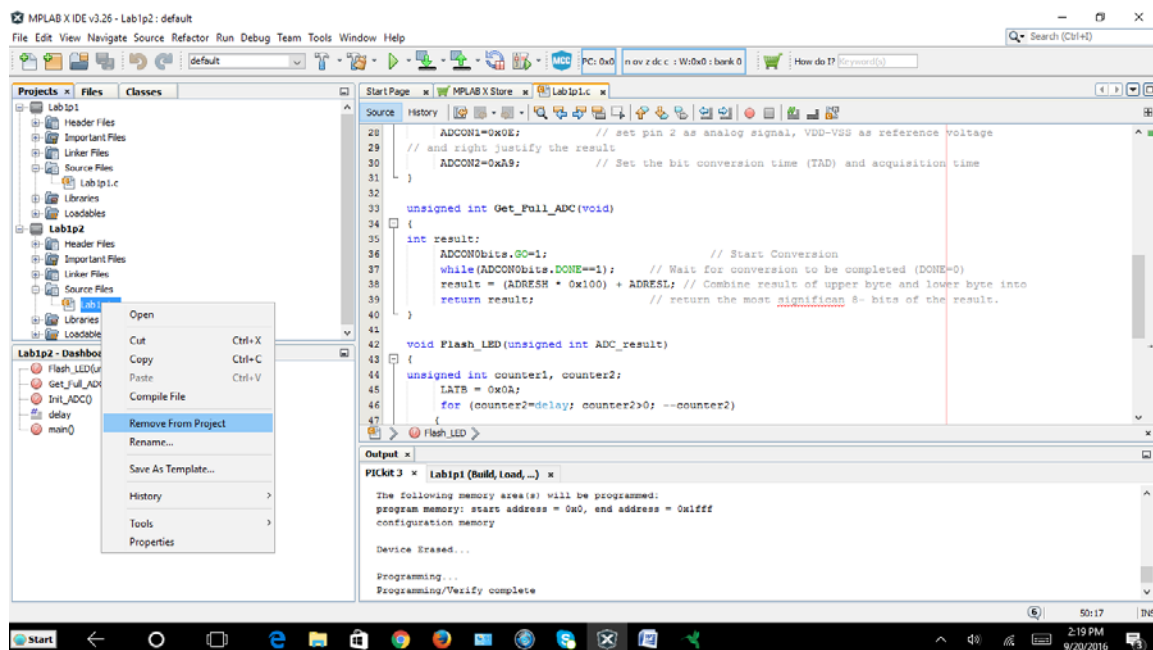 MPLAB X IDE v3.26 - Lab1p2 : default
File Edit View Navigate Source Refactor Run Debug Team Tools Window Help
Search (Ctrl+I)
default
MCC
PC: 0x0
n ov z dc c : W:0x0 : bank 0
How do I?
Keyword(s)
Projects
Files
Classes
Lab1p1
Header Files
Important Files
Linker Files
Source Files
Lab1p1.c
Libraries
Loadables
Lab1p2
Header Files
Important Files
Linker Files
Source Files
Libraries
Loadable
Open
Cut Ctrl+X
Copy Ctrl+C
Paste Ctrl+V
Compile File
Remove From Project
Rename...
Save As Template...
History
Tools
Properties
Lab1p2 - Dashboa
Flash_LED(u
Get_Full_AD
Init_ADC()
delay
main()
Start Page
MPLAB X Store
Lab1p1.c
Source History
28 ADCON1=0x0E; // set pin 2 as analog signal, VDD-VSS as reference voltage
29 // and right justify the result
30 ADCON2=0xA9; // Set the bit conversion time (TAD) and acquisition time
31 }
32
33 unsigned int Get_Full_ADC(void)
34 {
35 int result;
36 ADCON0bits.GO=1; // Start Conversion
37 while(ADCON0bits.DONE==1); // Wait for conversion to be completed (DONE=0)
38 result = (ADRESH * 0x100) + ADRESL; // Combine result of upper byte and lower byte into
39 return result; // return the most significan 8- bits of the result.
40 }
41
42 void Flash_LED(unsigned int ADC_result)
43 {
44 unsigned int counter1, counter2;
45 LATB = 0x0A;
46 for (counter2=delay; counter2>0; --counter2)
47 {
Flash_LED
Output
PICkit 3
Lab1p1 (Build, Load, ...)
The following memory area(s) will be programmed:
program memory: start address = 0x0, end address = 0x1fff
configuration memory
Device Erased...
Programming...
Programming/Verify complete
6
50:17
INS
Start
2:19 PM
9/20/2016